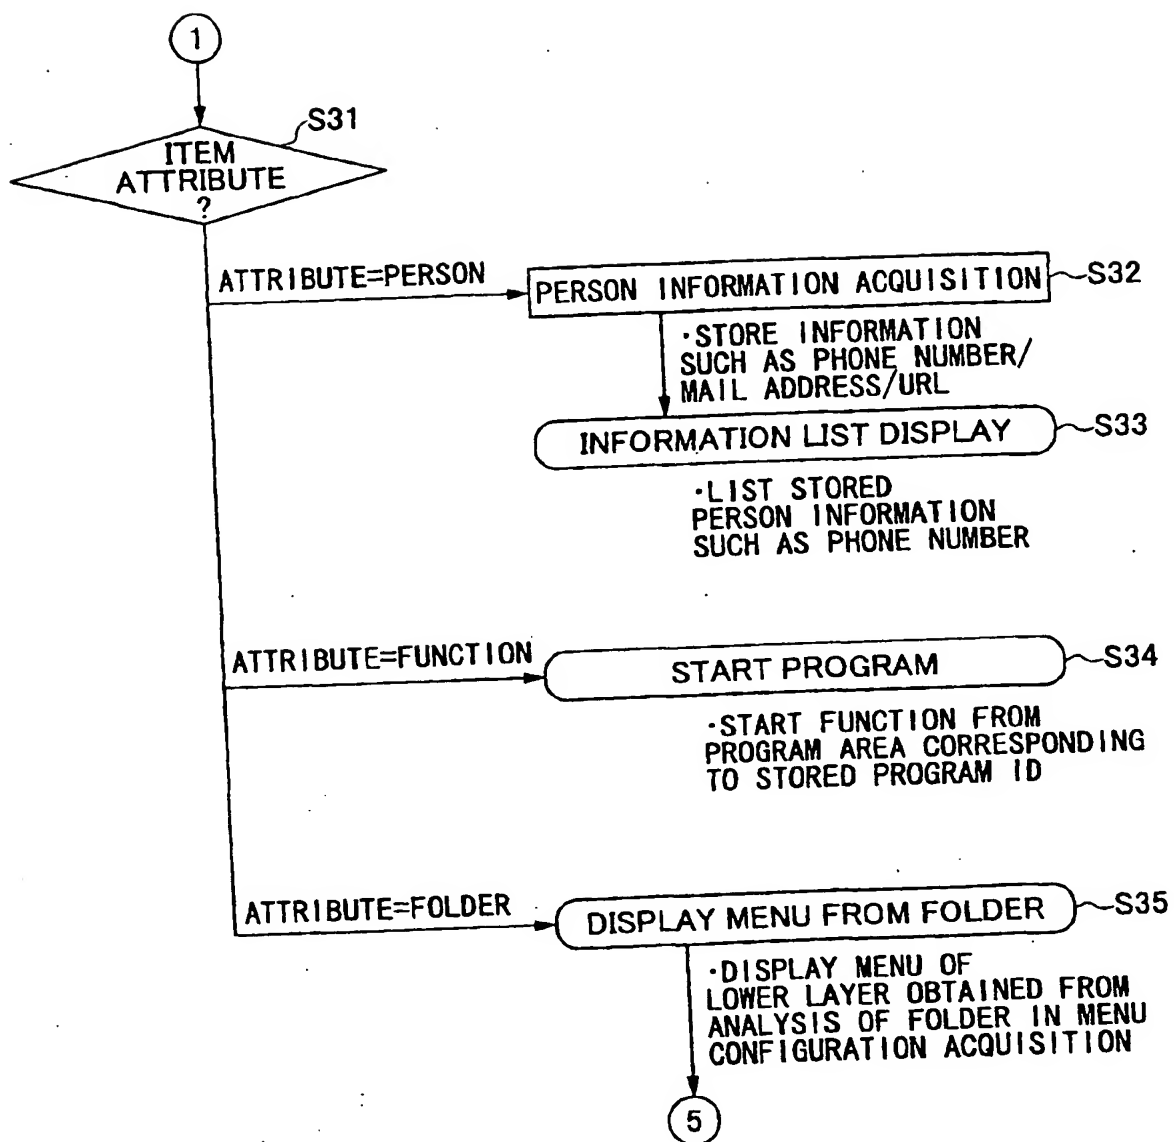 1
S31
ITEM
ATTRIBUTE
?
ATTRIBUTE=PERSON
PERSON INFORMATION ACQUISITION
S32
·STORE INFORMATION
SUCH AS PHONE NUMBER/
MAIL ADDRESS/URL
INFORMATION LIST DISPLAY
S33
·LIST STORED
PERSON INFORMATION
SUCH AS PHONE NUMBER
ATTRIBUTE=FUNCTION
START PROGRAM
S34
·START FUNCTION FROM
PROGRAM AREA CORRESPONDING
TO STORED PROGRAM ID
ATTRIBUTE=FOLDER
DISPLAY MENU FROM FOLDER
S35
·DISPLAY MENU OF
LOWER LAYER OBTAINED FROM
ANALYSIS OF FOLDER IN MENU
CONFIGURATION ACQUISITION
5